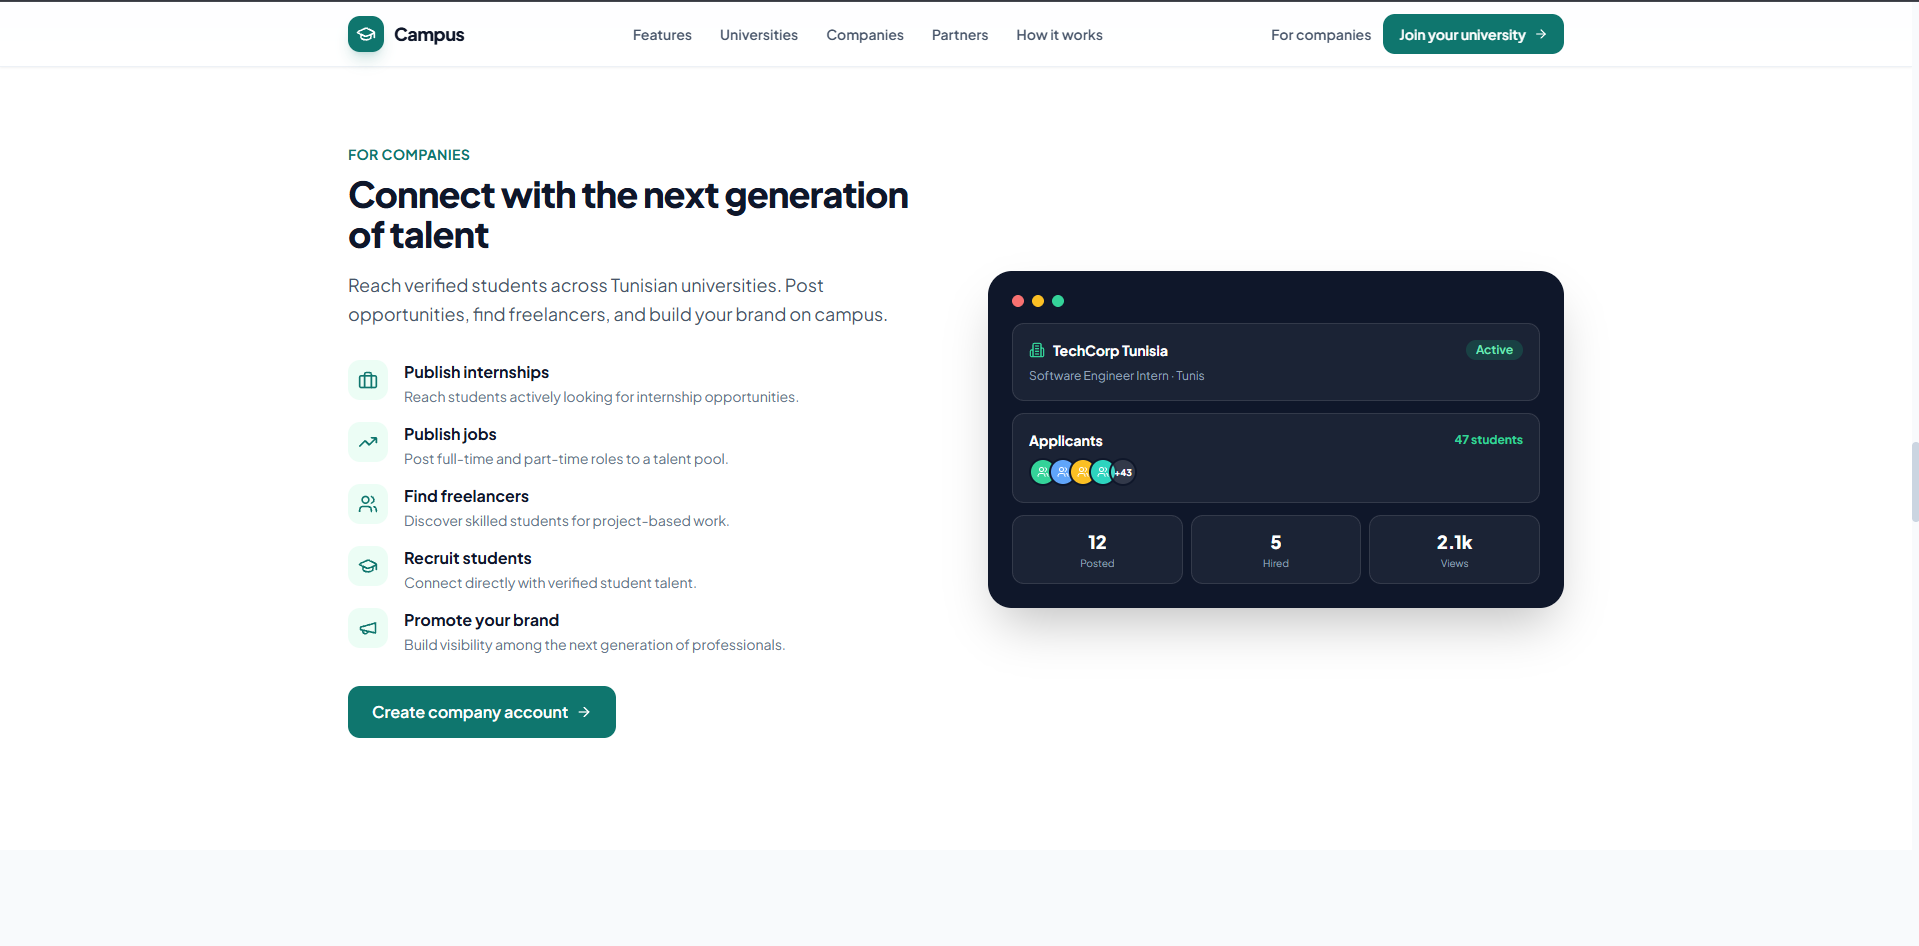 Campus
Features
Universities
Companies
Partners
How it works
For companies
Join your university
FOR COMPANIES
Connect with the next generation
of talent
Reach verified students across Tunisian universities. Post
opportunities, find freelancers, and build your brand on campus.
Publish internships
Reach students actively looking for internship opportunities.
Publish jobs
Post full-time and part-time roles to a talent pool.
Find freelancers
Discover skilled students for project-based work.
Recruit students
Connect directly with verified student talent.
Promote your brand
Build visibility among the next generation of professionals.
Create company account
TechCorp Tunisia
Active
Software Engineer Intern · Tunis
Applicants
47 students
+43
12
Posted
5
Hired
2.1k
Views